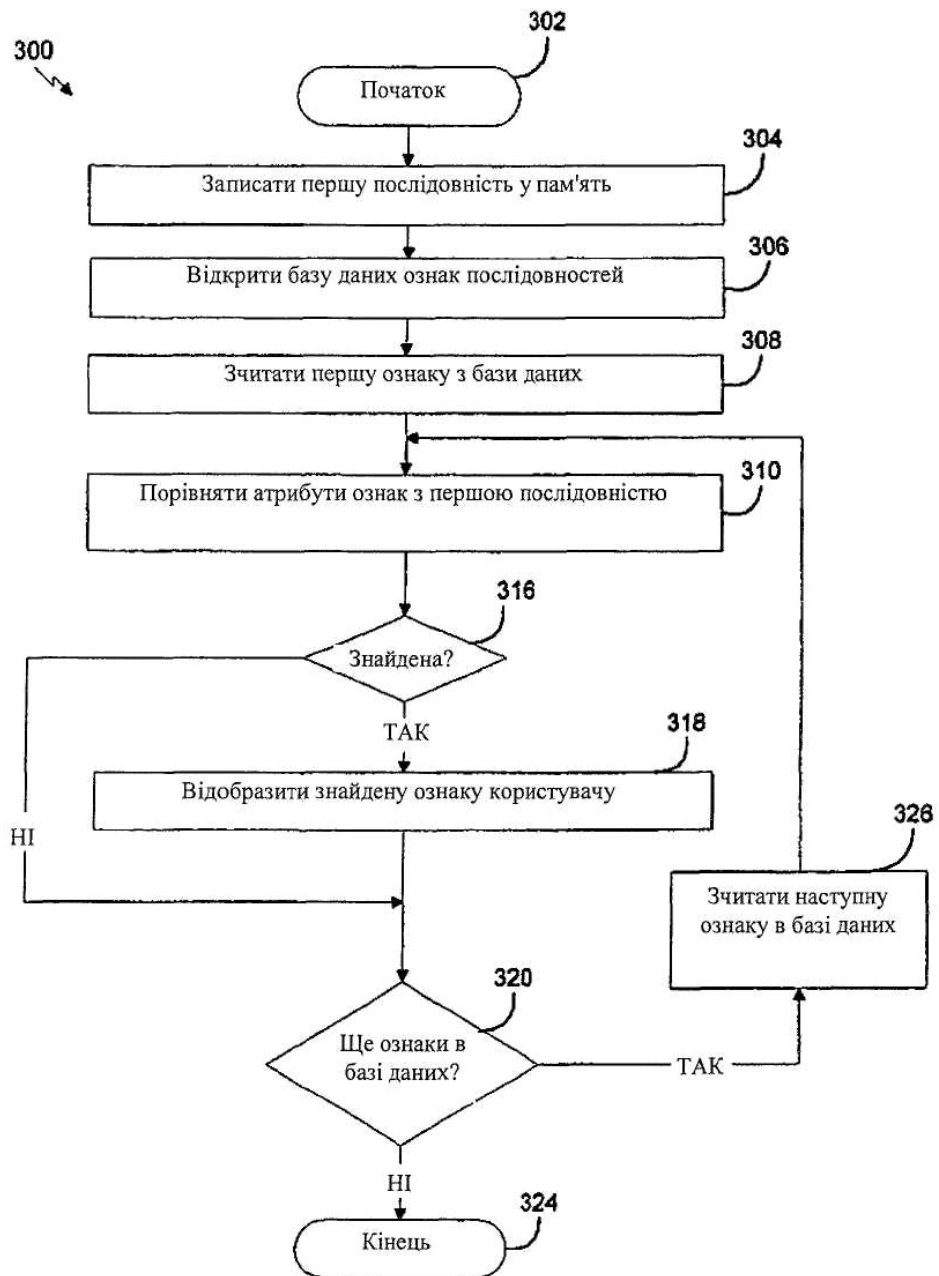 300
302
Початок
304
Записати першу послідовність у пам'ять
306
Відкрити базу даних ознак послідовностей
308
Зчитати першу ознаку з бази даних
310
Порівняти атрибути ознак з першою послідовністю
316
Знайдена?
ТАК
318
Відобразити знайдену ознаку користувачу
НІ
326
Зчитати наступну
ознаку в базі даних
320
Ще ознаки в
базі даних?
ТАК
НІ
324
Кінець